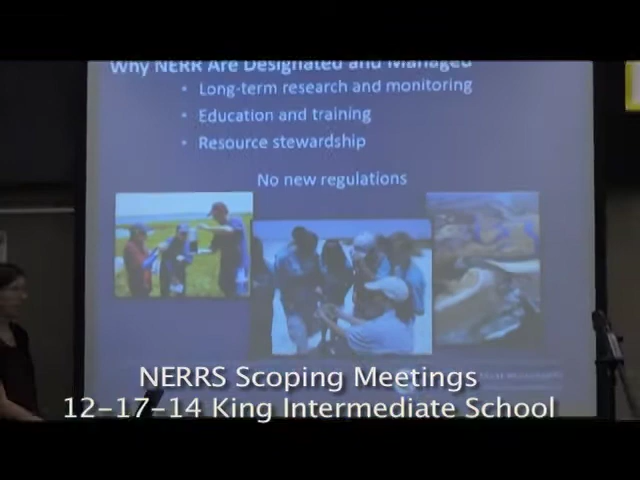 Why NERR Are Designated and Managed
• Long-term research and monitoring
• Education and training
• Resource stewardship
No new regulations
NERRS Scoping Meetings
12-17-14 King Intermediate School